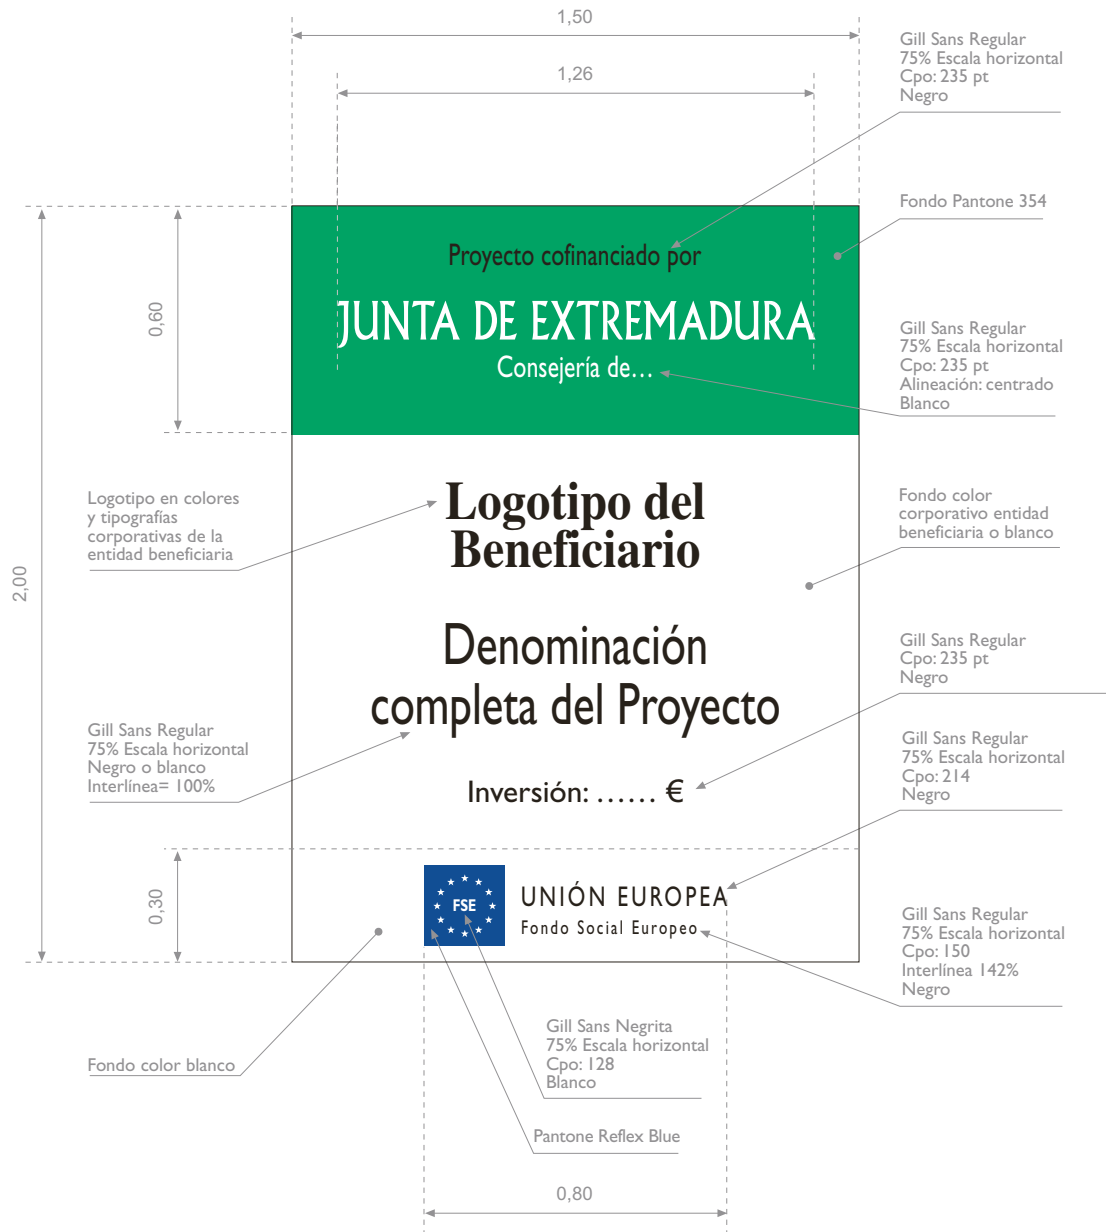 1,50
1,26
Gill Sans Regular
75% Escala horizontal
Cpo: 235 pt
Negro
Fondo Pantone 354
Proyecto cofinanciado por
JUNTA DE EXTREMADURA
Consejería de...
0,60
Gill Sans Regular
75% Escala horizontal
Cpo: 235 pt
Alineación: centrado
Blanco
Logotipo en colores
y tipografías
corporativas de la
entidad beneficiaria
Logotipo del
Beneficiario
Fondo color
corporativo entidad
beneficiaria o blanco
2,00
Denominación
completa del Proyecto
Gill Sans Regular
Cpo: 235 pt
Negro
Gill Sans Regular
75% Escala horizontal
Negro o blanco
Interlínea= 100%
Inversión: ...... €
Gill Sans Regular
75% Escala horizontal
Cpo: 214
Negro
0,30
FSE
UNIÓN EUROPEA
Fondo Social Europeo
Gill Sans Regular
75% Escala horizontal
Cpo: 150
Interlínea 142%
Negro
Fondo color blanco
Gill Sans Negrita
75% Escala horizontal
Cpo: 128
Blanco
Pantone Reflex Blue
0,80